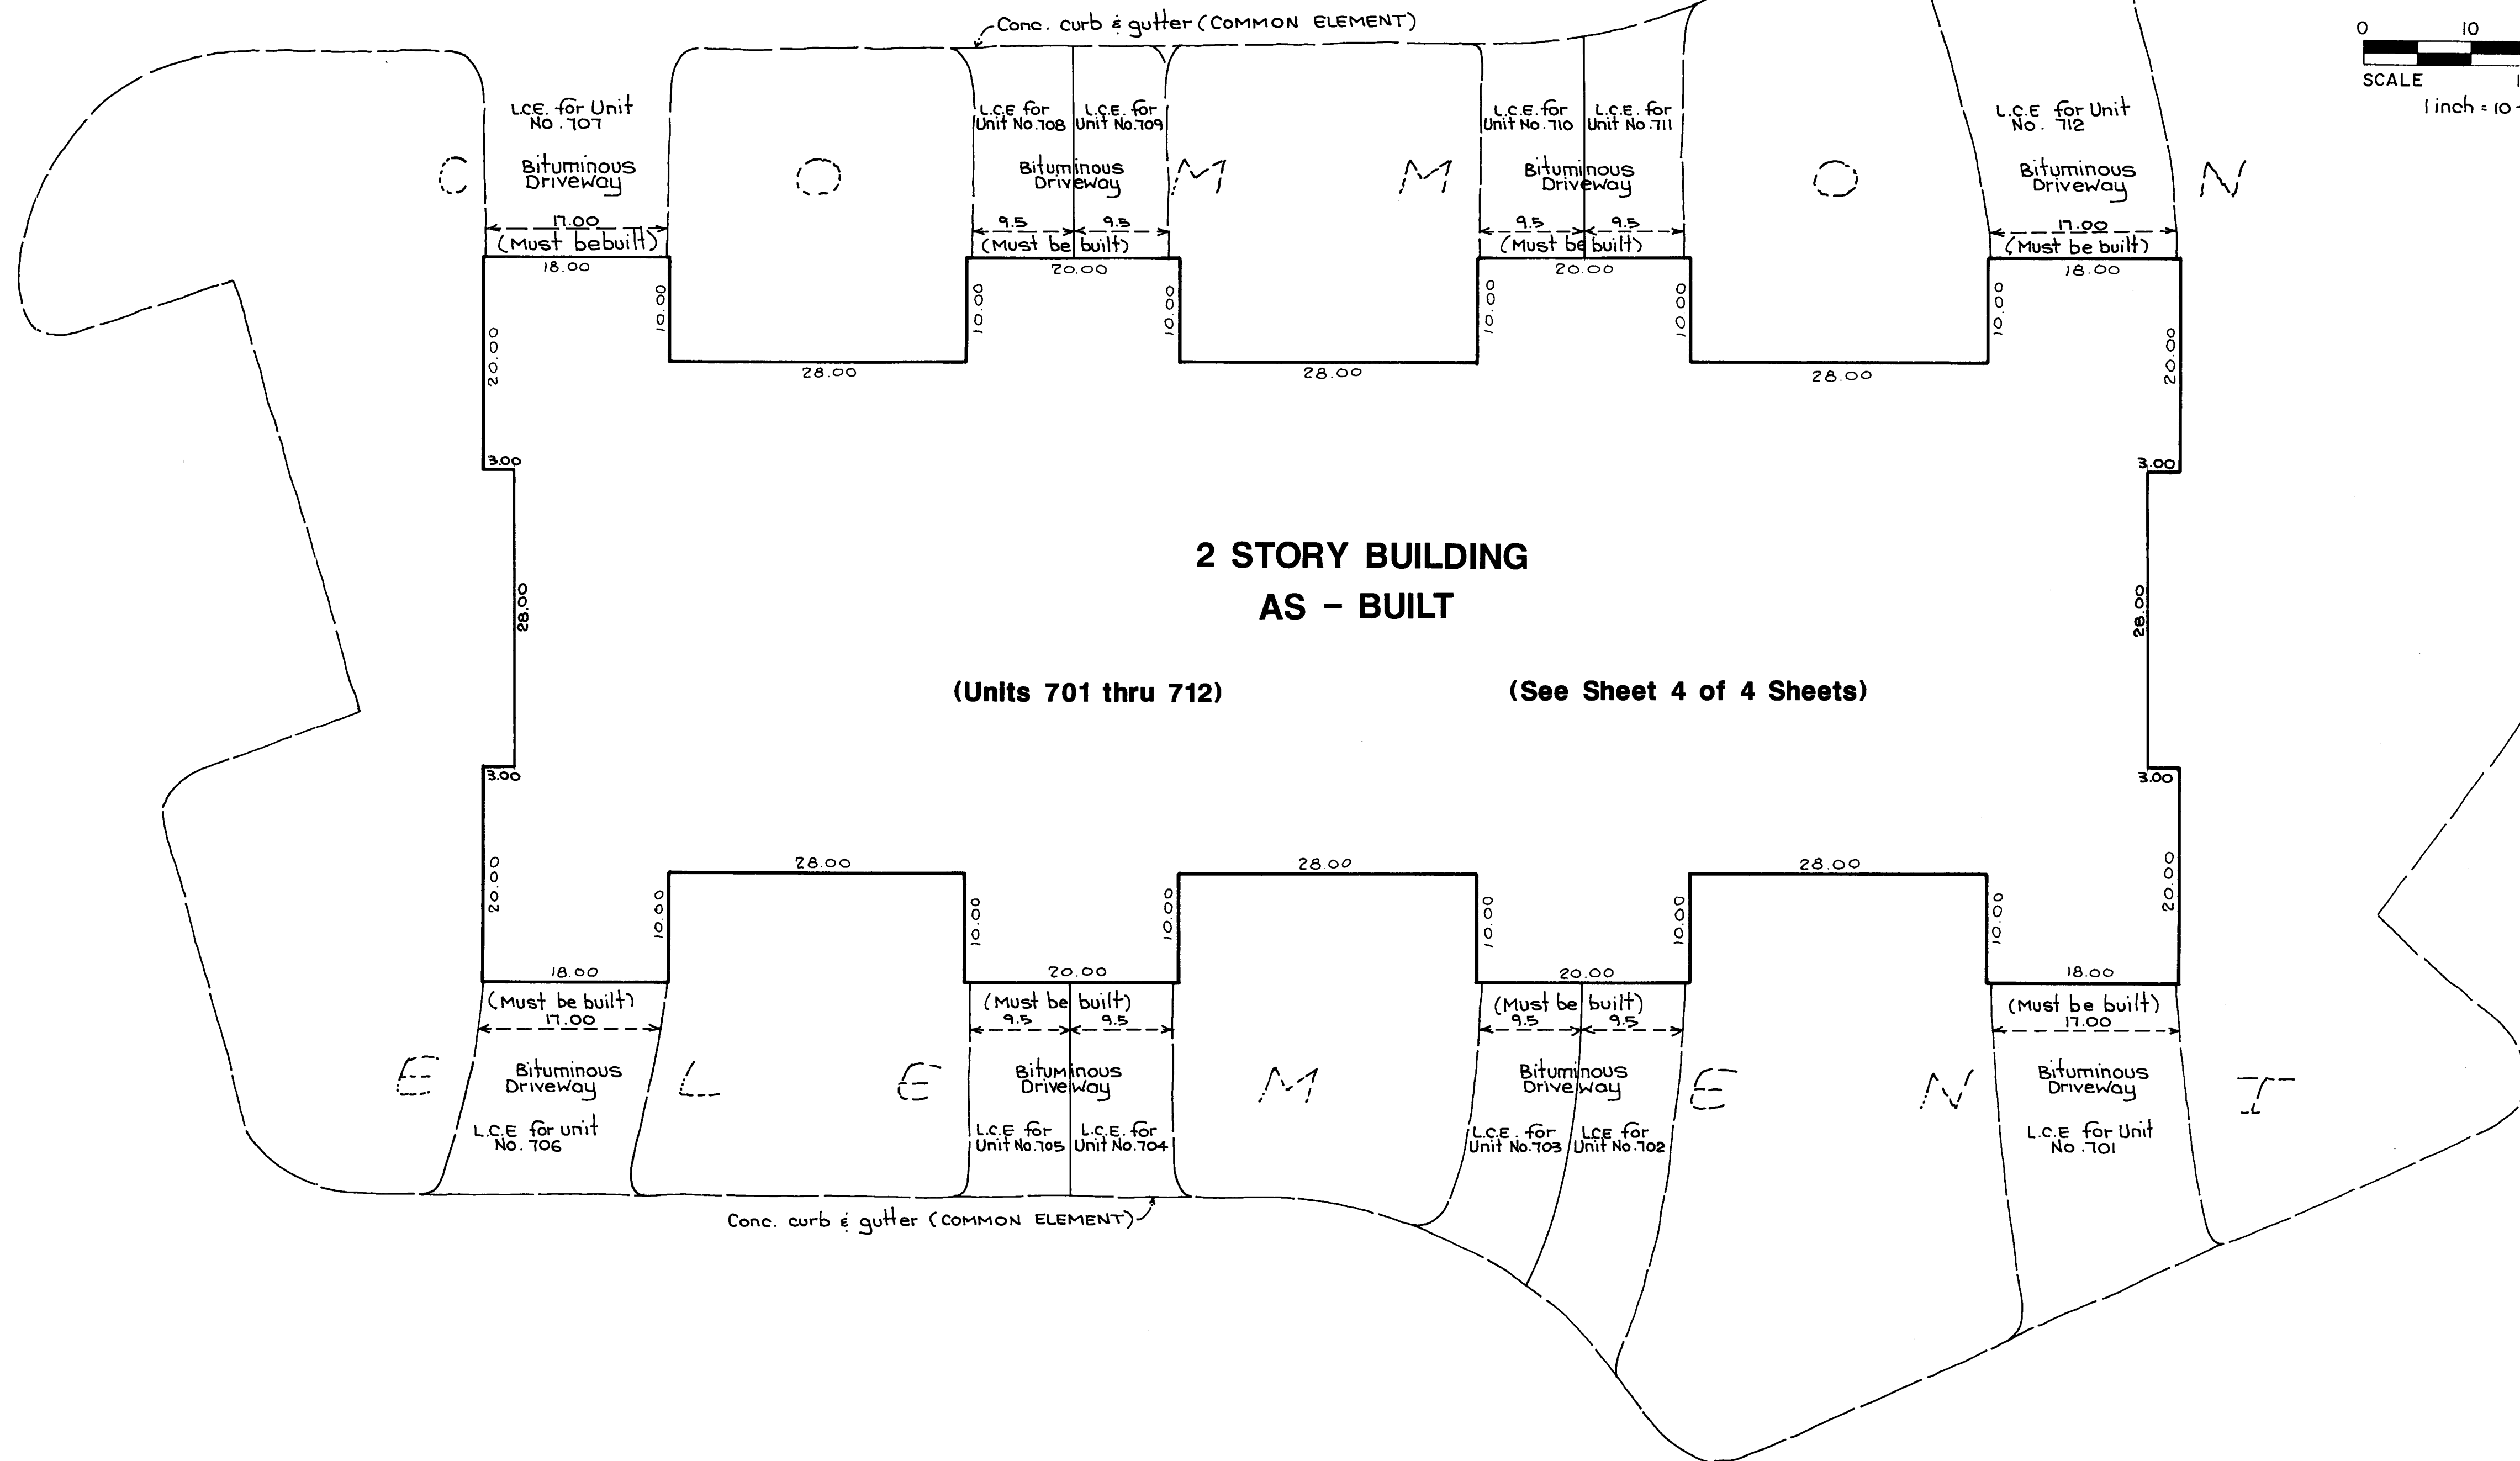 Conc. curb & gutter (COMMON ELEMENT)
0 10
SCALE 1
1 inch = 10
L.C.E. for Unit
No. 707
L.C.E for
Unit No. 708
L.C.E. for
Unit No. 709
L.C.E for
Unit No. 710
L.C.E. for
Unit No. 711
L.C.E for Unit
No. 712
C
Bituminous
Driveway
O
Bituminous
Driveway
M
M
Bituminous
Driveway
O
Bituminous
Driveway
N
17.00
(Must be built)
9.5 9.5
(Must be built)
9.5 9.5
(Must be built)
17.00
(Must be built)
18.00
20.00
20.00
18.00
10.00
10.00
10.00
10.00
10.00
10.00
20.00
20.00
28.00
28.00
28.00
3.00
3.00
2 STORY BUILDING
AS - BUILT
28.00
28.00
(Units 701 thru 712)
(See Sheet 4 of 4 Sheets)
3.00
3.00
28.00
28.00
28.00
20.00
20.00
10.00
10.00
10.00
10.00
10.00
10.00
18.00
20.00
20.00
18.00
(Must be built)
17.00
(Must be built)
9.5 9.5
(Must be built)
9.5 9.5
(Must be built)
17.00
E
Bituminous
Driveway
L
E
Bituminous
Driveway
M
Bituminous
Driveway
E
N
Bituminous
Driveway
T
L.C.E for unit
No. 706
L.C.E for
Unit No. 705
L.C.E. for
Unit No. 704
L.C.E. for
Unit No. 703
LCE for
Unit No. 702
L.C.E for Unit
No. 701
Conc. curb & gutter (COMMON ELEMENT)